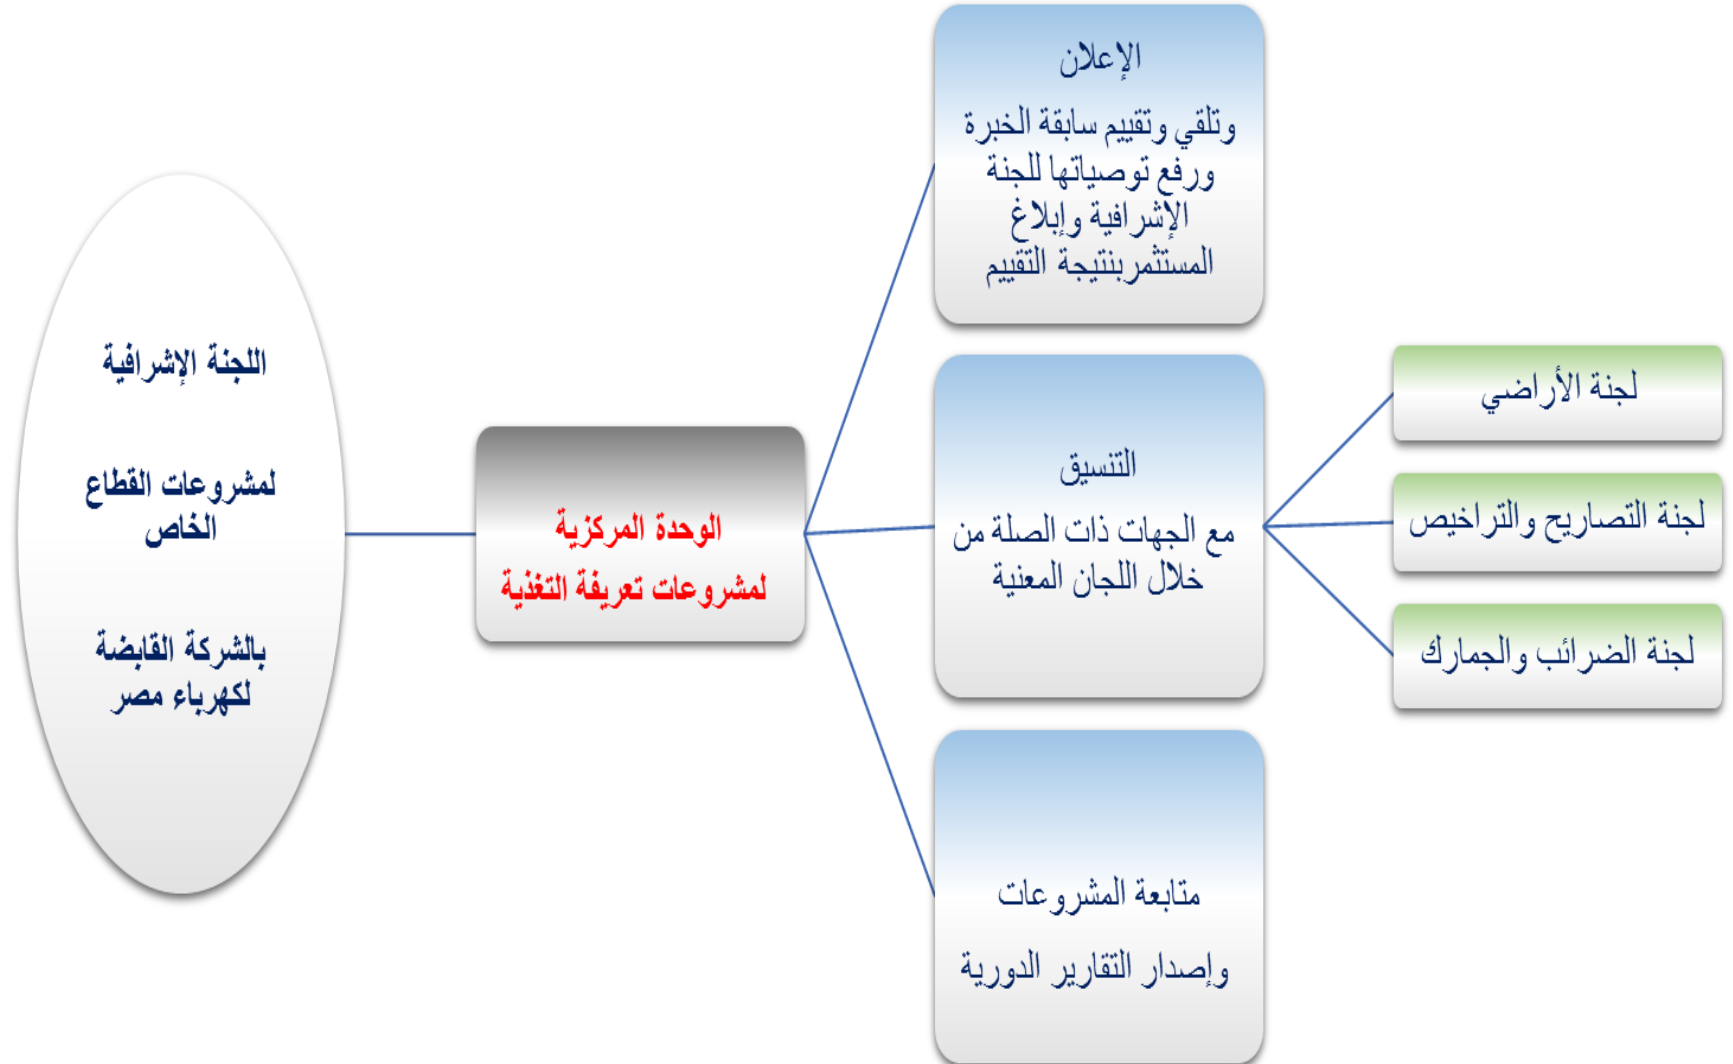 اللجنة الإشرافية
لمشروعات القطاع
الخاص
بالشركة القابضة
لكهرباء مصر
الوحدة المركزية
لمشروعات تعريفة التغذية
الإعلان
وتلقي وتقييم سابقة الخبرة
ورفع توصياتها للجنة
الإشرافية وإبلاغ
المستثمربنتيجة التقييم
التنسيق
مع الجهات ذات الصلة من
خلال اللجان المعنية
متابعة المشروعات
وإصدار التقارير الدورية
لجنة الأراضي
لجنة التصاريح والتراخيص
لجنة الضرائب والجمارك